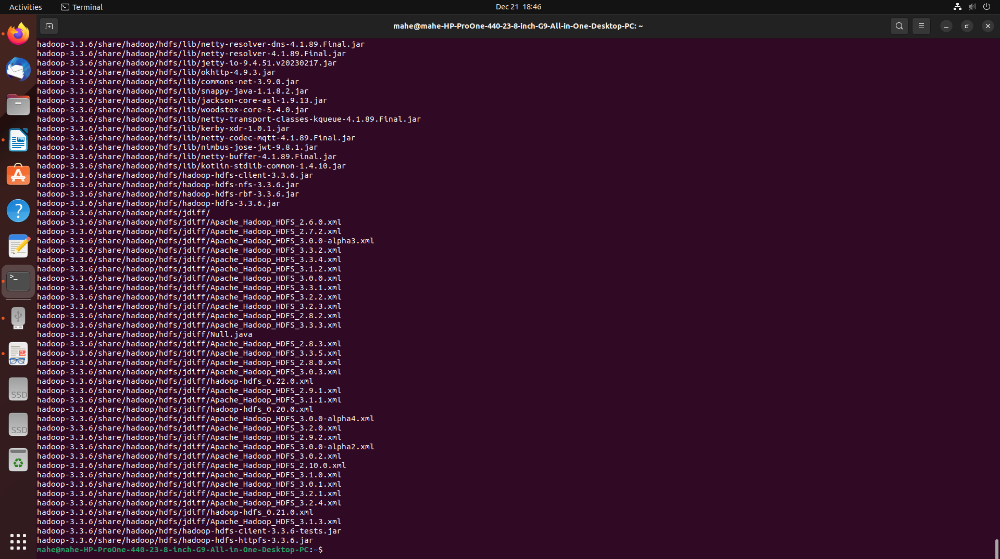 Activities
Terminal
Dec 21 18:46
mahe@mahe-HP-ProOne-440-23-8-inch-G9-All-in-One-Desktop-PC: ~
hadoop-3.3.6/share/hadoop/hdfs/lib/netty-resolver-dns-4.1.89.Final.jar
hadoop-3.3.6/share/hadoop/hdfs/lib/netty-resolver-4.1.89.Final.jar
hadoop-3.3.6/share/hadoop/hdfs/lib/jetty-io-9.4.51.v20230217.jar
hadoop-3.3.6/share/hadoop/hdfs/lib/okhttp-4.9.3.jar
hadoop-3.3.6/share/hadoop/hdfs/lib/commons-net-3.9.0.jar
hadoop-3.3.6/share/hadoop/hdfs/lib/snappy-java-1.1.8.2.jar
hadoop-3.3.6/share/hadoop/hdfs/lib/jackson-core-asl-1.9.13.jar
hadoop-3.3.6/share/hadoop/hdfs/lib/woodstox-core-5.4.0.jar
hadoop-3.3.6/share/hadoop/hdfs/lib/netty-transport-classes-kqueue-4.1.89.Final.jar
hadoop-3.3.6/share/hadoop/hdfs/lib/kerby-xdr-1.0.1.jar
hadoop-3.3.6/share/hadoop/hdfs/lib/netty-codec-mqtt-4.1.89.Final.jar
hadoop-3.3.6/share/hadoop/hdfs/lib/nimbus-jose-jwt-9.8.1.jar
hadoop-3.3.6/share/hadoop/hdfs/lib/netty-buffer-4.1.89.Final.jar
hadoop-3.3.6/share/hadoop/hdfs/lib/kotlin-stdlib-common-1.4.10.jar
hadoop-3.3.6/share/hadoop/hdfs/hadoop-hdfs-client-3.3.6.jar
hadoop-3.3.6/share/hadoop/hdfs/hadoop-hdfs-nfs-3.3.6.jar
hadoop-3.3.6/share/hadoop/hdfs/hadoop-hdfs-rbf-3.3.6.jar
hadoop-3.3.6/share/hadoop/hdfs/hadoop-hdfs-3.3.6.jar
hadoop-3.3.6/share/hadoop/hdfs/jdiff/
hadoop-3.3.6/share/hadoop/hdfs/jdiff/Apache_Hadoop_HDFS_2.6.0.xml
hadoop-3.3.6/share/hadoop/hdfs/jdiff/Apache_Hadoop_HDFS_2.7.2.xml
hadoop-3.3.6/share/hadoop/hdfs/jdiff/Apache_Hadoop_HDFS_3.0.0-alpha3.xml
hadoop-3.3.6/share/hadoop/hdfs/jdiff/Apache_Hadoop_HDFS_3.3.2.xml
hadoop-3.3.6/share/hadoop/hdfs/jdiff/Apache_Hadoop_HDFS_3.3.4.xml
hadoop-3.3.6/share/hadoop/hdfs/jdiff/Apache_Hadoop_HDFS_3.1.2.xml
hadoop-3.3.6/share/hadoop/hdfs/jdiff/Apache_Hadoop_HDFS_3.0.0.xml
hadoop-3.3.6/share/hadoop/hdfs/jdiff/Apache_Hadoop_HDFS_3.3.1.xml
hadoop-3.3.6/share/hadoop/hdfs/jdiff/Apache_Hadoop_HDFS_3.2.2.xml
hadoop-3.3.6/share/hadoop/hdfs/jdiff/Apache_Hadoop_HDFS_3.2.3.xml
hadoop-3.3.6/share/hadoop/hdfs/jdiff/Apache_Hadoop_HDFS_2.8.2.xml
hadoop-3.3.6/share/hadoop/hdfs/jdiff/Apache_Hadoop_HDFS_3.3.3.xml
hadoop-3.3.6/share/hadoop/hdfs/jdiff/Null.java
hadoop-3.3.6/share/hadoop/hdfs/jdiff/Apache_Hadoop_HDFS_2.8.3.xml
hadoop-3.3.6/share/hadoop/hdfs/jdiff/Apache_Hadoop_HDFS_3.3.5.xml
hadoop-3.3.6/share/hadoop/hdfs/jdiff/Apache_Hadoop_HDFS_2.8.0.xml
hadoop-3.3.6/share/hadoop/hdfs/jdiff/Apache_Hadoop_HDFS_3.0.3.xml
hadoop-3.3.6/share/hadoop/hdfs/jdiff/hadoop-hdfs_0.22.0.xml
hadoop-3.3.6/share/hadoop/hdfs/jdiff/Apache_Hadoop_HDFS_2.9.1.xml
hadoop-3.3.6/share/hadoop/hdfs/jdiff/Apache_Hadoop_HDFS_3.1.1.xml
hadoop-3.3.6/share/hadoop/hdfs/jdiff/hadoop-hdfs_0.20.0.xml
hadoop-3.3.6/share/hadoop/hdfs/jdiff/Apache_Hadoop_HDFS_3.0.0-alpha4.xml
hadoop-3.3.6/share/hadoop/hdfs/jdiff/Apache_Hadoop_HDFS_3.2.0.xml
hadoop-3.3.6/share/hadoop/hdfs/jdiff/Apache_Hadoop_HDFS_2.9.2.xml
hadoop-3.3.6/share/hadoop/hdfs/jdiff/Apache_Hadoop_HDFS_3.0.0-alpha2.xml
hadoop-3.3.6/share/hadoop/hdfs/jdiff/Apache_Hadoop_HDFS_3.0.2.xml
hadoop-3.3.6/share/hadoop/hdfs/jdiff/Apache_Hadoop_HDFS_2.10.0.xml
hadoop-3.3.6/share/hadoop/hdfs/jdiff/Apache_Hadoop_HDFS_3.1.0.xml
hadoop-3.3.6/share/hadoop/hdfs/jdiff/Apache_Hadoop_HDFS_3.0.1.xml
hadoop-3.3.6/share/hadoop/hdfs/jdiff/Apache_Hadoop_HDFS_3.2.1.xml
hadoop-3.3.6/share/hadoop/hdfs/jdiff/Apache_Hadoop_HDFS_3.2.4.xml
hadoop-3.3.6/share/hadoop/hdfs/jdiff/hadoop-hdfs_0.21.0.xml
hadoop-3.3.6/share/hadoop/hdfs/jdiff/Apache_Hadoop_HDFS_3.1.3.xml
hadoop-3.3.6/share/hadoop/hdfs/hadoop-hdfs-client-3.3.6-tests.jar
hadoop-3.3.6/share/hadoop/hdfs/hadoop-hdfs-httpfs-3.3.6.jar
mahe@mahe-HP-ProOne-440-23-8-inch-G9-All-in-One-Desktop-PC:~$
SSD
SSD